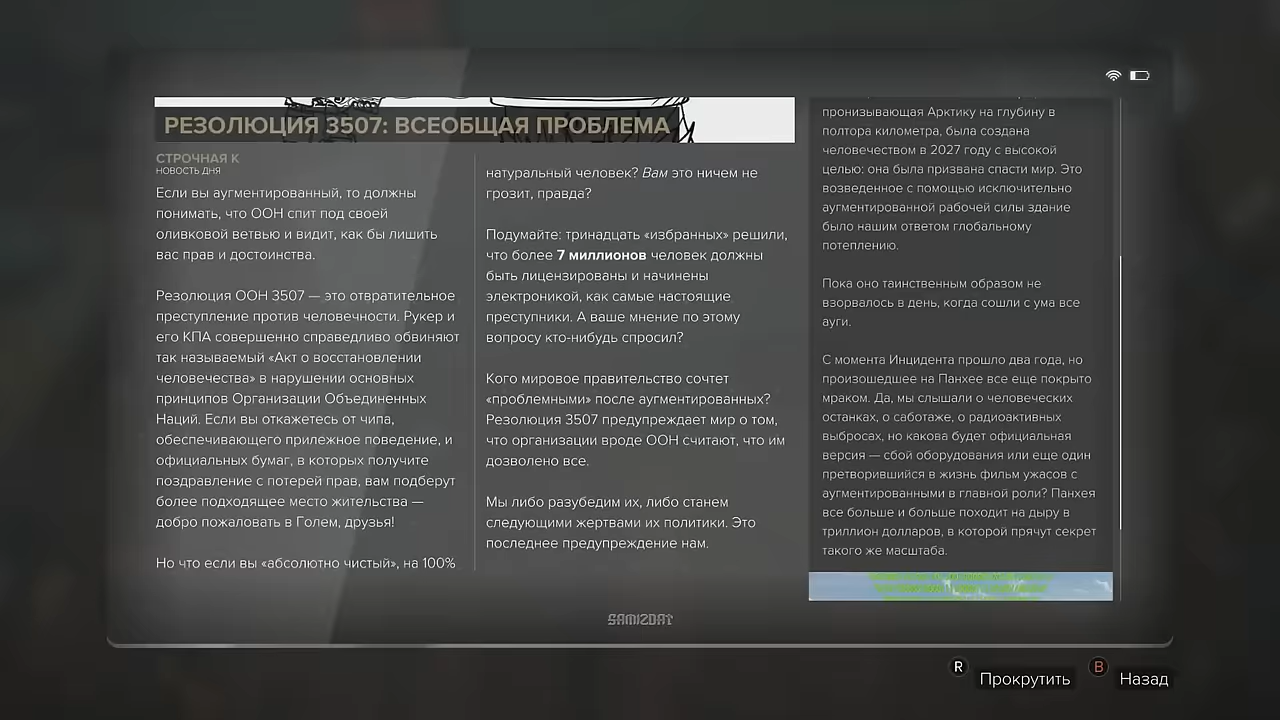 РЕЗОЛЮЦИЯ 3507: ВСЕОБЩАЯ ПРОБЛЕМА
СТРОЧНАЯ К
НОВОСТЬ ДНЯ
Если вы аугментированный, то должны
понимать, что ООН спит под своей
оливковой ветвью и видит, как бы лишить
вас прав и достоинства.
Резолюция ООН 3507 — это отвратительное
преступление против человечности. Рукер и
его КПА совершенно справедливо обвиняют
так называемый «Акт о восстановлении
человечества» в нарушении основных
принципов Организации Объединенных
Наций. Если вы откажетесь от чипа,
обеспечивающего прилежное поведение, и
официальных бумаг, в которых получите
поздравление с потерей прав, вам подберут
более подходящее место жительства —
добро пожаловать в Голем, друзья!
Но что если вы «абсолютно чистый», на 100%
натуральный человек? Вам это ничем не
грозит, правда?
Подумайте: тринадцать «избранных» решили,
что более 7 миллионов человек должны
быть лицензированы и начинены
электроникой, как самые настоящие
преступники. А ваше мнение по этому
вопросу кто-нибудь спросил?
Кого мировое правительство сочтет
«проблемными» после аугментированных?
Резолюция 3507 предупреждает мир о том,
что организации вроде ООН считают, что им
дозволено все.
Мы либо разубедим их, либо станем
следующими жертвами их политики. Это
последнее предупреждение нам.
пронизывающая Арктику на глубину в
полтора километра, была создана
человечеством в 2027 году с высокой
целью: она была призвана спасти мир. Это
возведенное с помощью исключительно
аугментированной рабочей силы здание
было нашим ответом глобальному
потеплению.
Пока оно таинственным образом не
взорвалось в день, когда сошли с ума все
ауги.
С момента Инцидента прошло два года, но
произошедшее на Панхее все еще покрыто
мраком. Да, мы слышали о человеческих
останках, о саботаже, о радиоактивных
выбросах, но какова будет официальная
версия — сбой оборудования или еще один
претворившийся в жизнь фильм ужасов с
аугментированными в главной роли? Панхея
все больше и больше походит на дыру в
триллион долларов, в которой прячут секрет
такого же масштаба.
SAMIZDAT
R Прокрутить B Назад